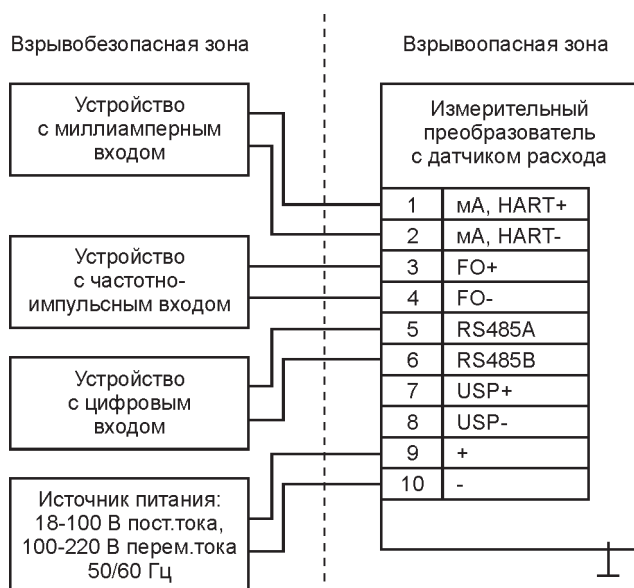 Взрывобезопасная зона
Взрывоопасная зона
Устройство
с миллиамперным
входом
Устройство
с частотно-
импульсным входом
Устройство
с цифровым
входом
Источник питания:
18-100 В пост.тока,
100-220 В перем.тока
50/60 Гц
Измерительный
преобразователь
с датчиком расхода
1 мА, HART+
2 мА, HART-
3 FO+
4 FO-
5 RS485A
6 RS485B
7 USP+
8 USP-
9 +
10 -